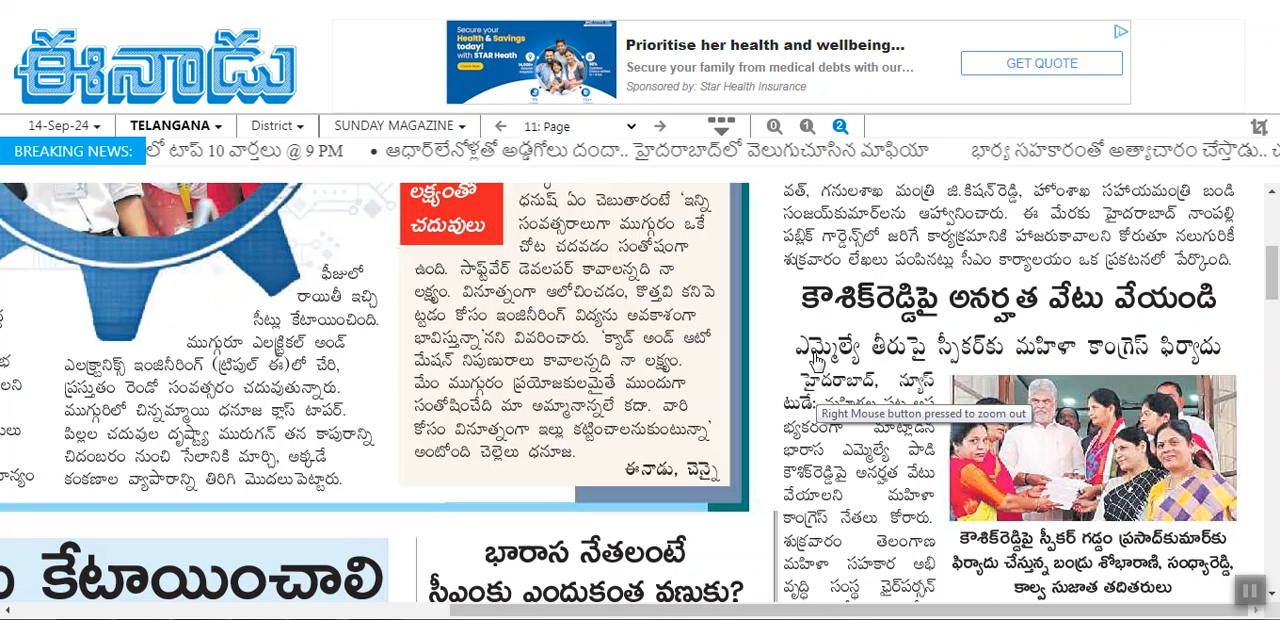 ఈనాడు
Secure your
Health & Savings
today!
with STAR Heath
Prioritise her health and wellbeing...
Secure your family from medical debts with our...
Sponsored by: Star Health Insurance
GET QUOTE
14-Sep-24
TELANGANA
District
SUNDAY MAGAZINE
11: Page
0
1
2
BREAKING NEWS:
లో టాప్ 10 వార్తలు @ 9 PM
• ఆధార్‌లేనోళ్లతో అడ్డగోలు దందా.. హైదరాబాద్‌లో వెలుగుచూసిన మాఫియా
భార్య సహకారంతో అత్యాచారం చేస్తాడు..
ఫీజులో
రాయితీ ఇచ్చి
సీట్లు కేటాయించింది.
ముగ్గురూ ఎలక్ట్రికల్ అండ్
ఎలక్ట్రానిక్స్ ఇంజినీరింగ్ (ట్రిపుల్ ఈ)లో చేరి,
ప్రస్తుతం రెండో సంవత్సరం చదువుతున్నారు.
ముగ్గురిలో చిన్నమ్మాయి ధనూజ క్లాస్ టాపర్.
పిల్లల చదువుల దృష్ట్యా మురుగన్ తన కాపురాన్ని
చిదంబరం నుంచి సేలానికి మార్చి, అక్కడే
కంకణాల వ్యాపారాన్ని తిరిగి మొదలుపెట్టారు.
లక్ష్యంతో
చదువులు
ధనుష్ ఏం చెబుతారంటే 'ఇన్ని
సంవత్సరాలుగా ముగ్గురం ఒకే
చోట చదవడం సంతోషంగా
ఉంది. సాఫ్ట్‌వేర్ డెవలపర్ కావాలన్నది నా
లక్ష్యం. వినూత్నంగా ఆలోచించడం, కొత్తవి కనిపె
ట్టడం కోసం ఇంజినీరింగ్ విద్యను అవకాశంగా
భావిస్తున్నా'నని వివరించారు. 'క్యాడ్ అండ్ ఆటో
మేషన్ నిపుణురాలు కావాలన్నది నా లక్ష్యం.
మేం ముగ్గురం ప్రయోజకులమైతే ముందుగా
సంతోషించేది మా అమ్మానాన్నలే కదా. వారి
కోసం వినూత్నంగా ఇల్లు కట్టించాలనుకుంటున్నా'
అంటోంది చెల్లెలు ధనూజ.
ఈనాడు, చెన్నై
వత్, గనులశాఖ మంత్రి జి.కిషన్‌రెడ్డి, హోంశాఖ సహాయమంత్రి బండి
సంజయ్‌కుమార్‌లను ఆహ్వానించారు. ఈ మేరకు హైదరాబాద్ నాంపల్లి
పబ్లిక్ గార్డెన్స్‌లో జరిగే కార్యక్రమానికి హాజరుకావాలని కోరుతూ నలుగురికీ
శుక్రవారం లేఖలు పంపినట్లు సీఎం కార్యాలయం ఒక ప్రకటనలో పేర్కొంది.
కౌశిక్‌రెడ్డిపై అనర్హత వేటు వేయండి
ఎమ్మెల్యే తీరుపై స్పీకర్‌కు మహిళా కాంగ్రెస్ ఫిర్యాదు
హైదరాబాద్, న్యూస్
టుడే:
Right Mouse button pressed to zoom out
భ్యకరంగా మాట్లాడిన
భారాస ఎమ్మెల్యే పాడి
కౌశిక్‌రెడ్డిపై అనర్హత వేటు
వేయాలని మహిళా
కాంగ్రెస్ నేతలు కోరారు.
శుక్రవారం తెలంగాణ
మహిళా సహకార అభి
వృద్ధి సంస్థ ఛైర్‌పర్సన్
కౌశిక్‌రెడ్డిపై స్పీకర్ గడ్డం ప్రసాద్‌కుమార్‌కు
ఫిర్యాదు చేస్తున్న బండ్రు శోభారాణి, సంధ్యారెడ్డి,
కాల్వ సుజాత తదితరులు
కేటాయించాలి
భారాస నేతలంటే
సీఎంకు ఎందుకంత వణుకు?